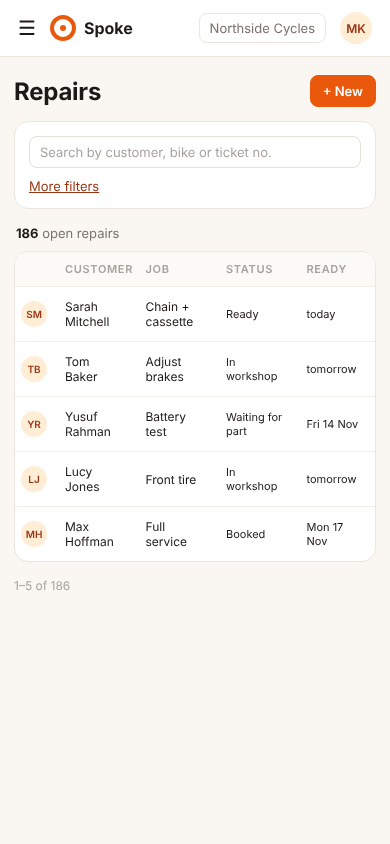 ☰ Spoke Northside Cycles MK
Repairs + New
Search by customer, bike or ticket no.
More filters
186 open repairs
CUSTOMER JOB STATUS READY
SM Sarah Mitchell Chain + cassette Ready today
TB Tom Baker Adjust brakes In workshop tomorrow
YR Yusuf Rahman Battery test Waiting for part Fri 14 Nov
LJ Lucy Jones Front tire In workshop tomorrow
MH Max Hoffman Full service Booked Mon 17 Nov
1–5 of 186